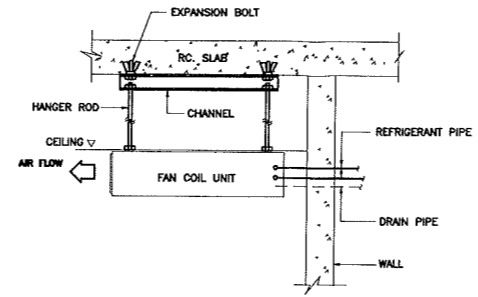 EXPANSION BOLT
RC. SLAB
HANGER ROD
CHANNEL
CEILING
REFRIGERANT PIPE
AIR FLOW
FAN COIL UNIT
DRAIN PIPE
WALL